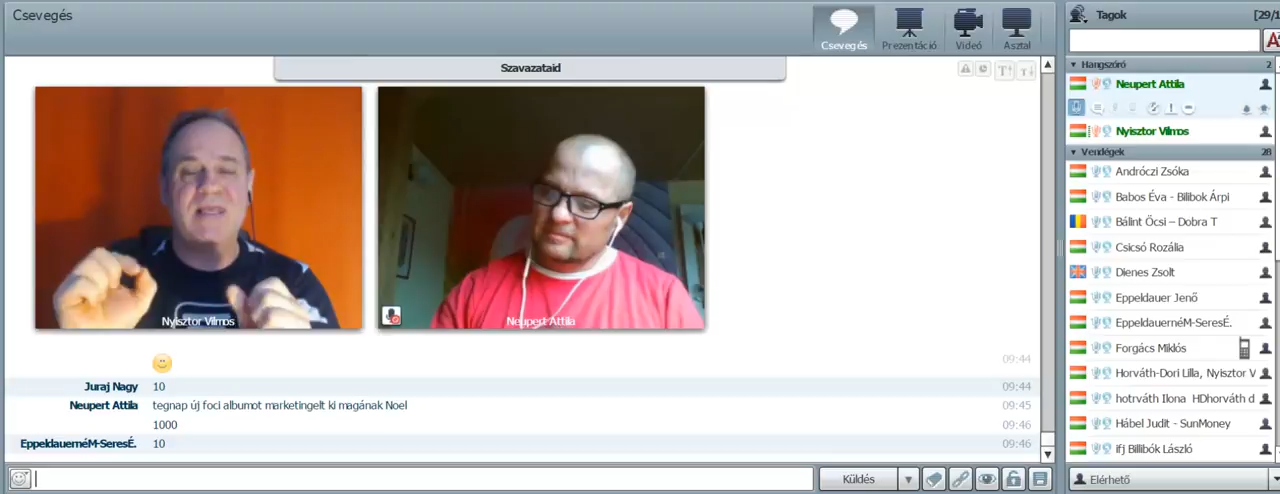 Csevegés
Csevegés
Prezentáció
Videó
Asztal
Szavazataid
Nyisztor Vilmos
Neupert Attila
09:44
Juraj Nagy 10 09:44
Neupert Attila tegnap új foci albumot marketingelt ki magának Noel 09:45
1000 09:46
EppeldauernéM-SeresÉ. 10 09:46
Küldés
Tagok [29/1
Hangszóró 2
Neupert Attila
Nyisztor Vilmos
Vendégek 28
Andróczi Zsóka
Babos Éva - Bilibok Árpi
Bálint Öcsi – Dobra T
Csicsó Rozália
Dienes Zsolt
Eppeldauer Jenő
EppeldauernéM-SeresÉ.
Forgács Miklós
Horváth-Dori Lilla, Nyisztor V
hotrváth Ilona HDhorváth d
Hábel Judit - SunMoney
ifj Billibók László
Elérhető